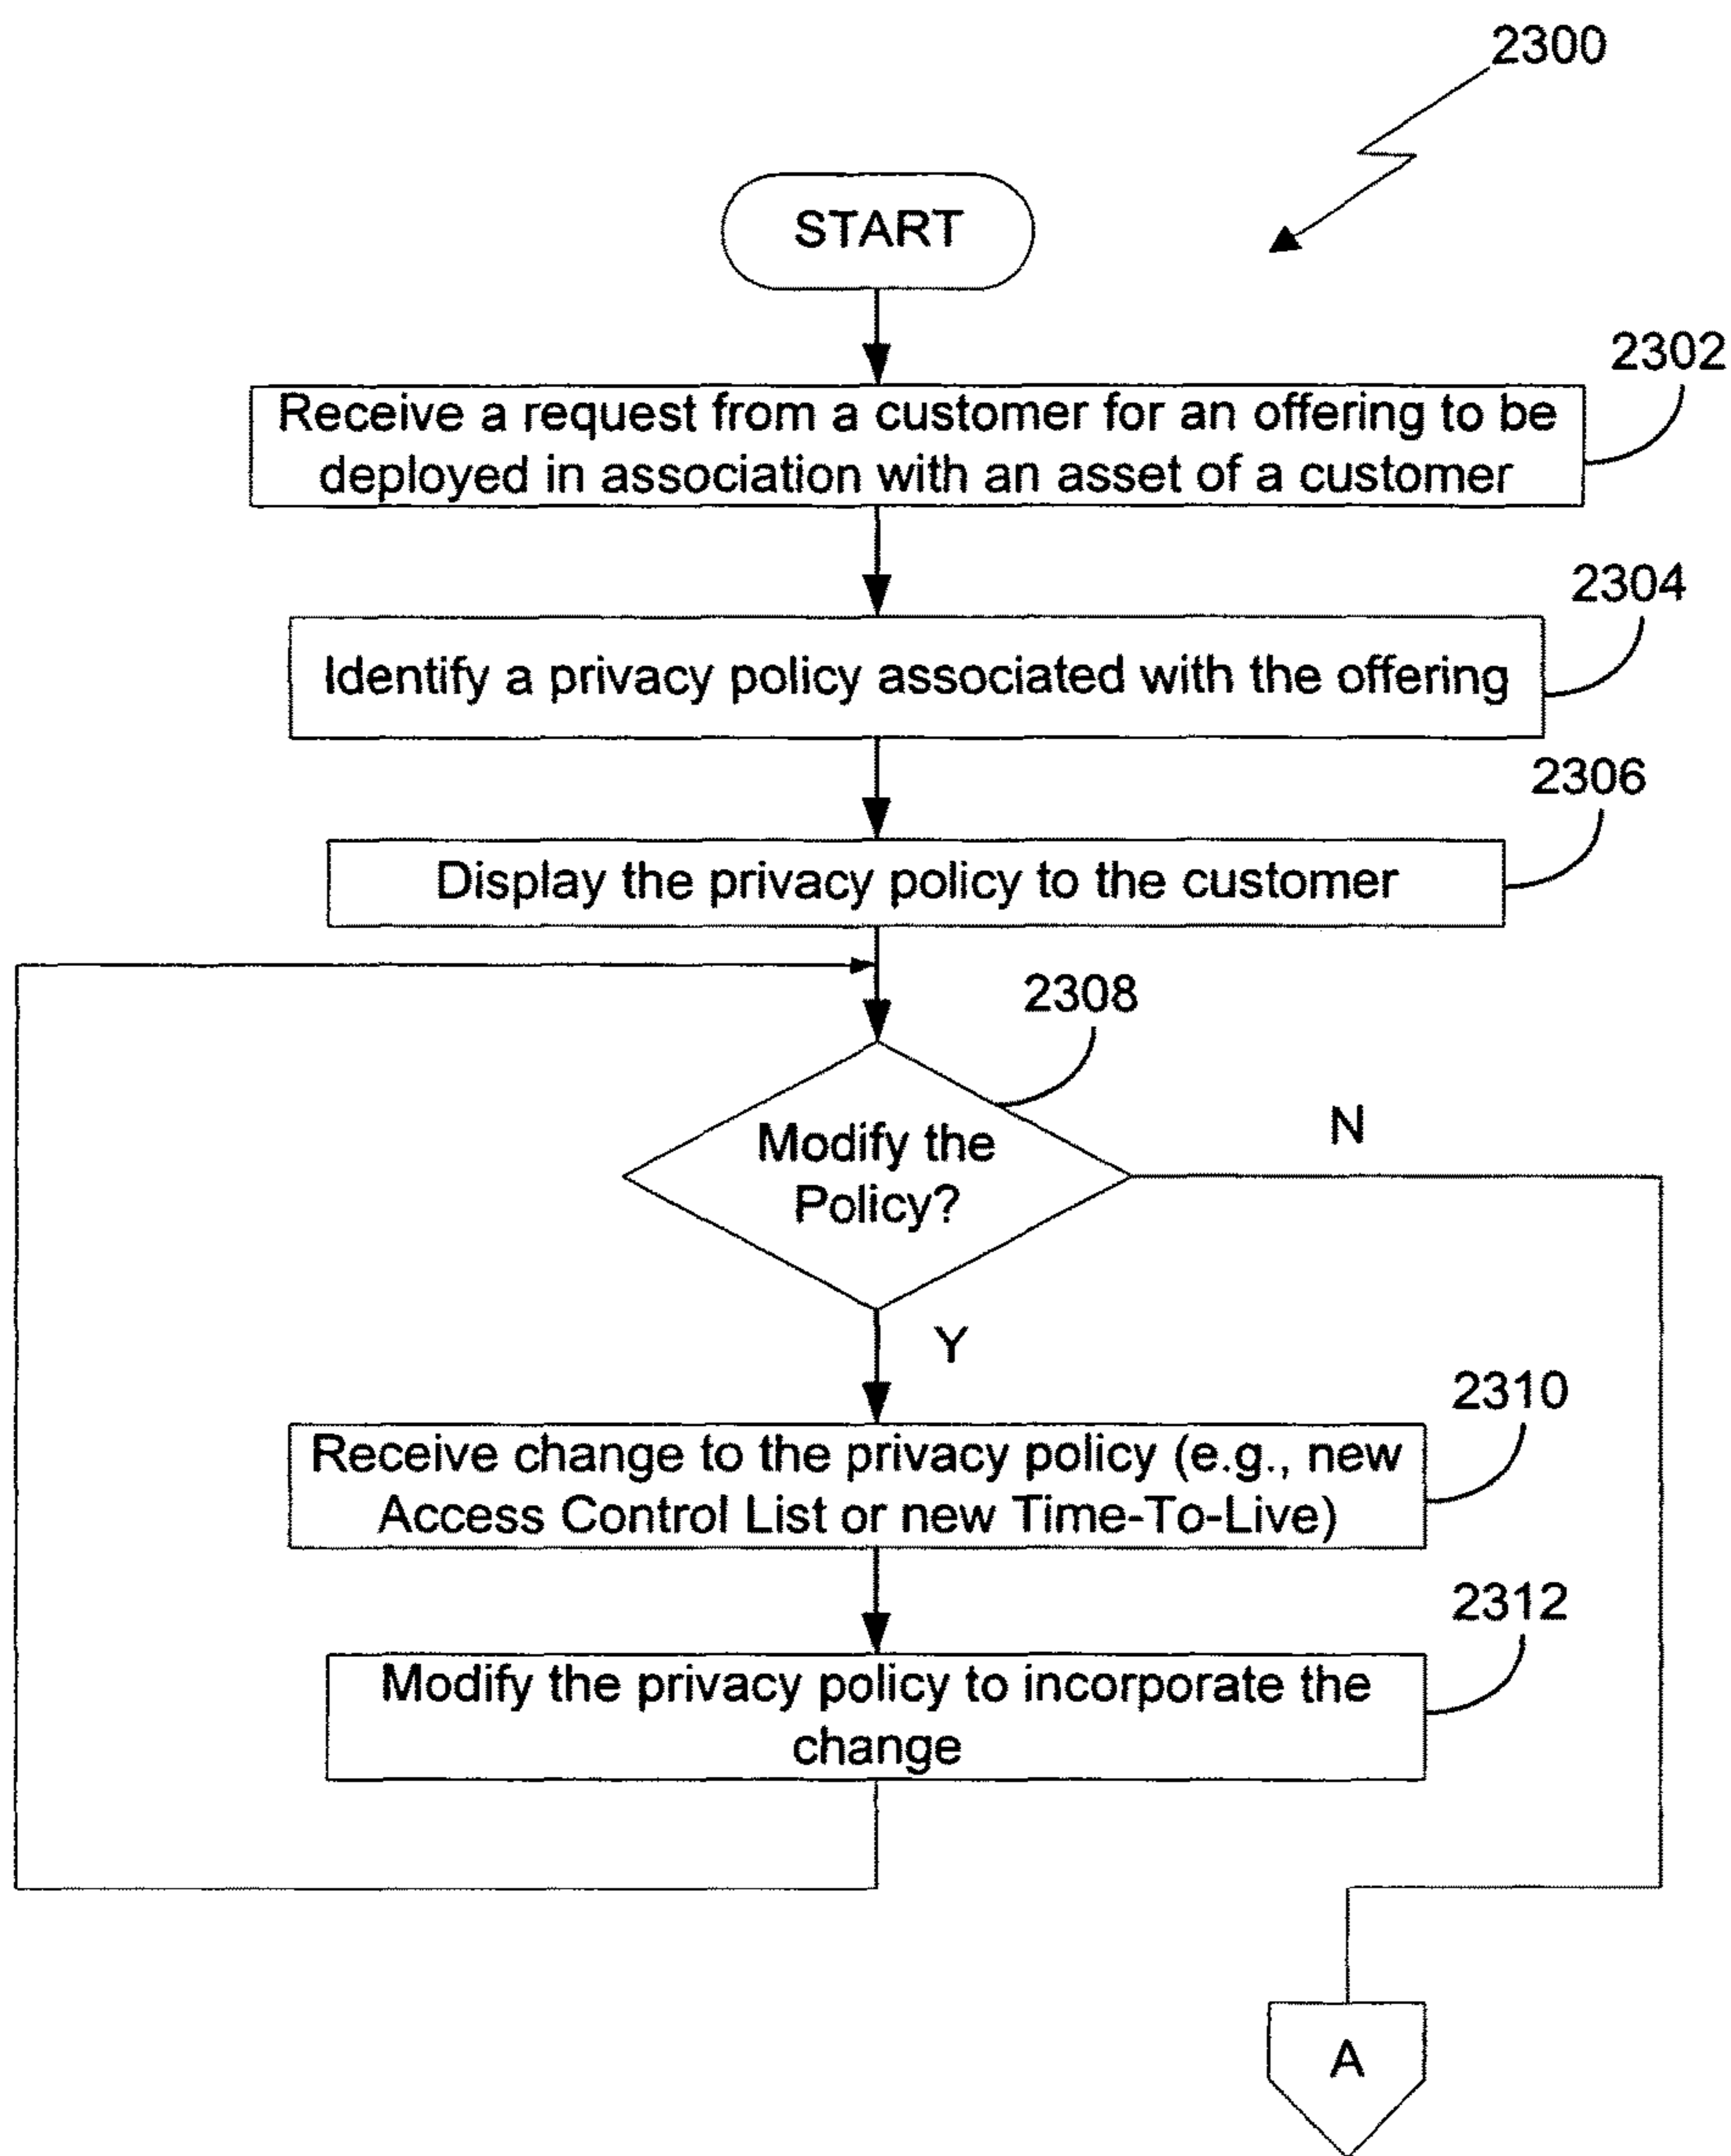 2300
START
2302
Receive a request from a customer for an offering to be
deployed in association with an asset of a customer
2304
Identify a privacy policy associated with the offering
2306
Display the privacy policy to the customer
2308
Modify the
Policy?
N
Y
2310
Receive change to the privacy policy (e.g., new
Access Control List or new Time-To-Live)
2312
Modify the privacy policy to incorporate the
change
A